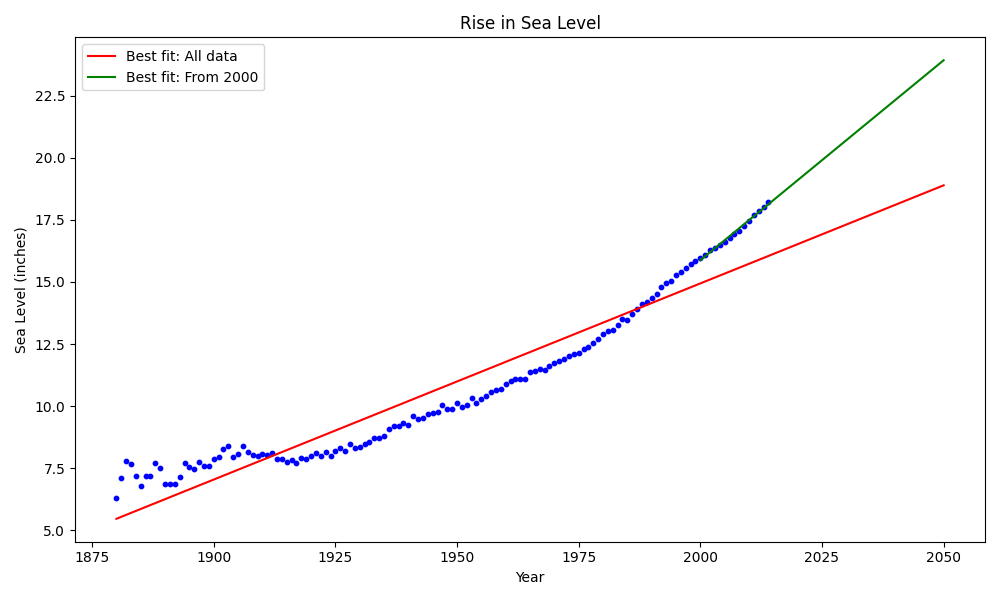 Rise in Sea Level
Best fit: All data
Best fit: From 2000
Sea Level (inches)
22.5
20.0
17.5
15.0
12.5
10.0
7.5
5.0
1875 1900 1925 1950 1975 2000 2025 2050
Year